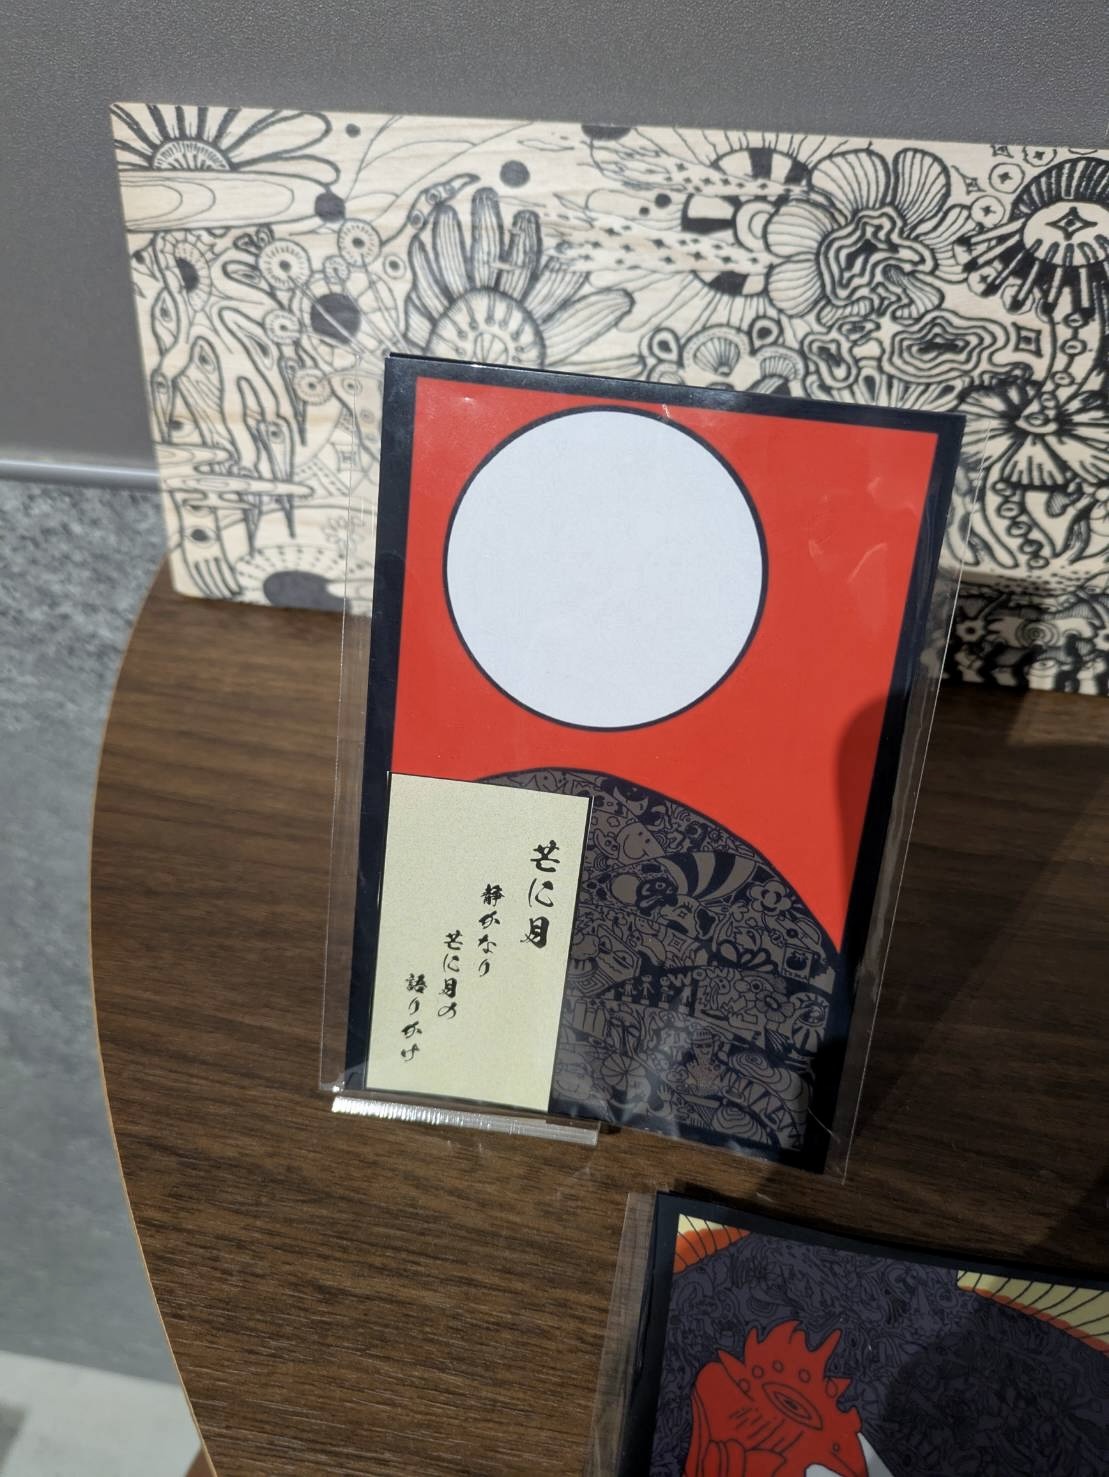 芒に月
静かなり
芒に月の
語りかけ